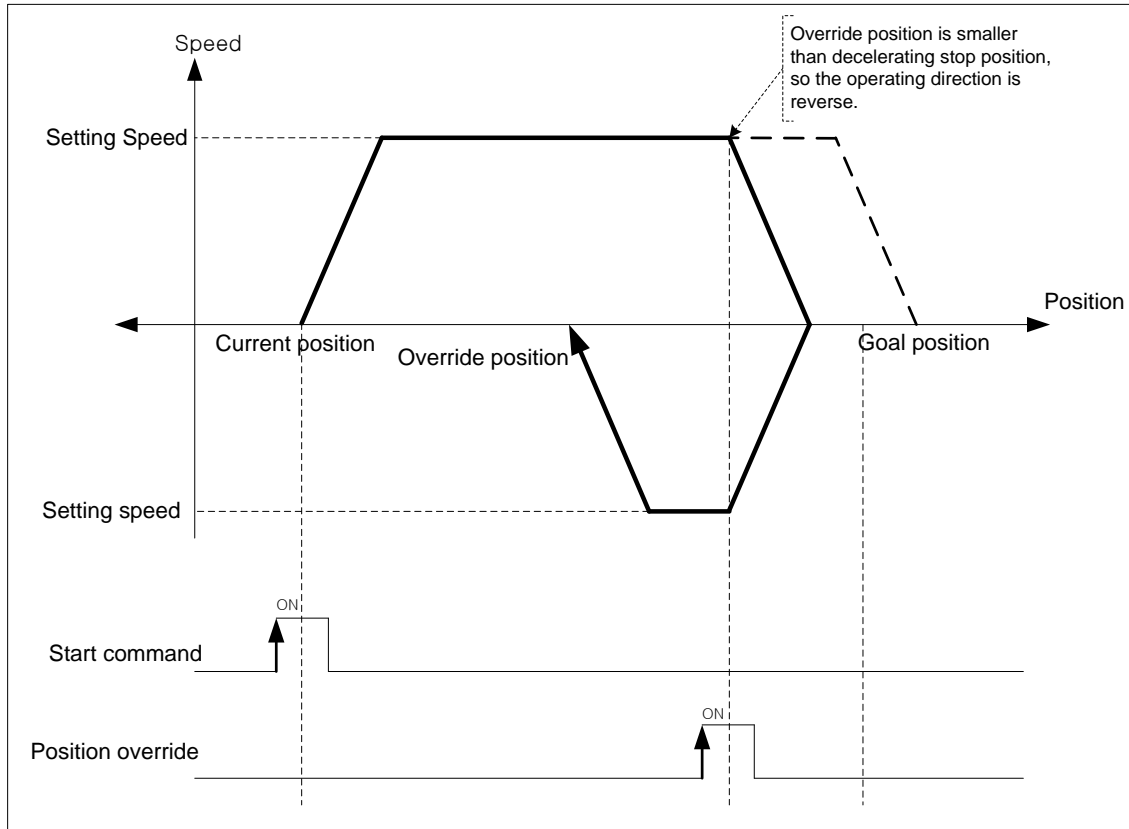 Speed
Override position is smaller
than decelerating stop position,
so the operating direction is
reverse.
Setting Speed
Position
Current position
Override position
Goal position
Setting speed
ON
Start command
ON
Position override